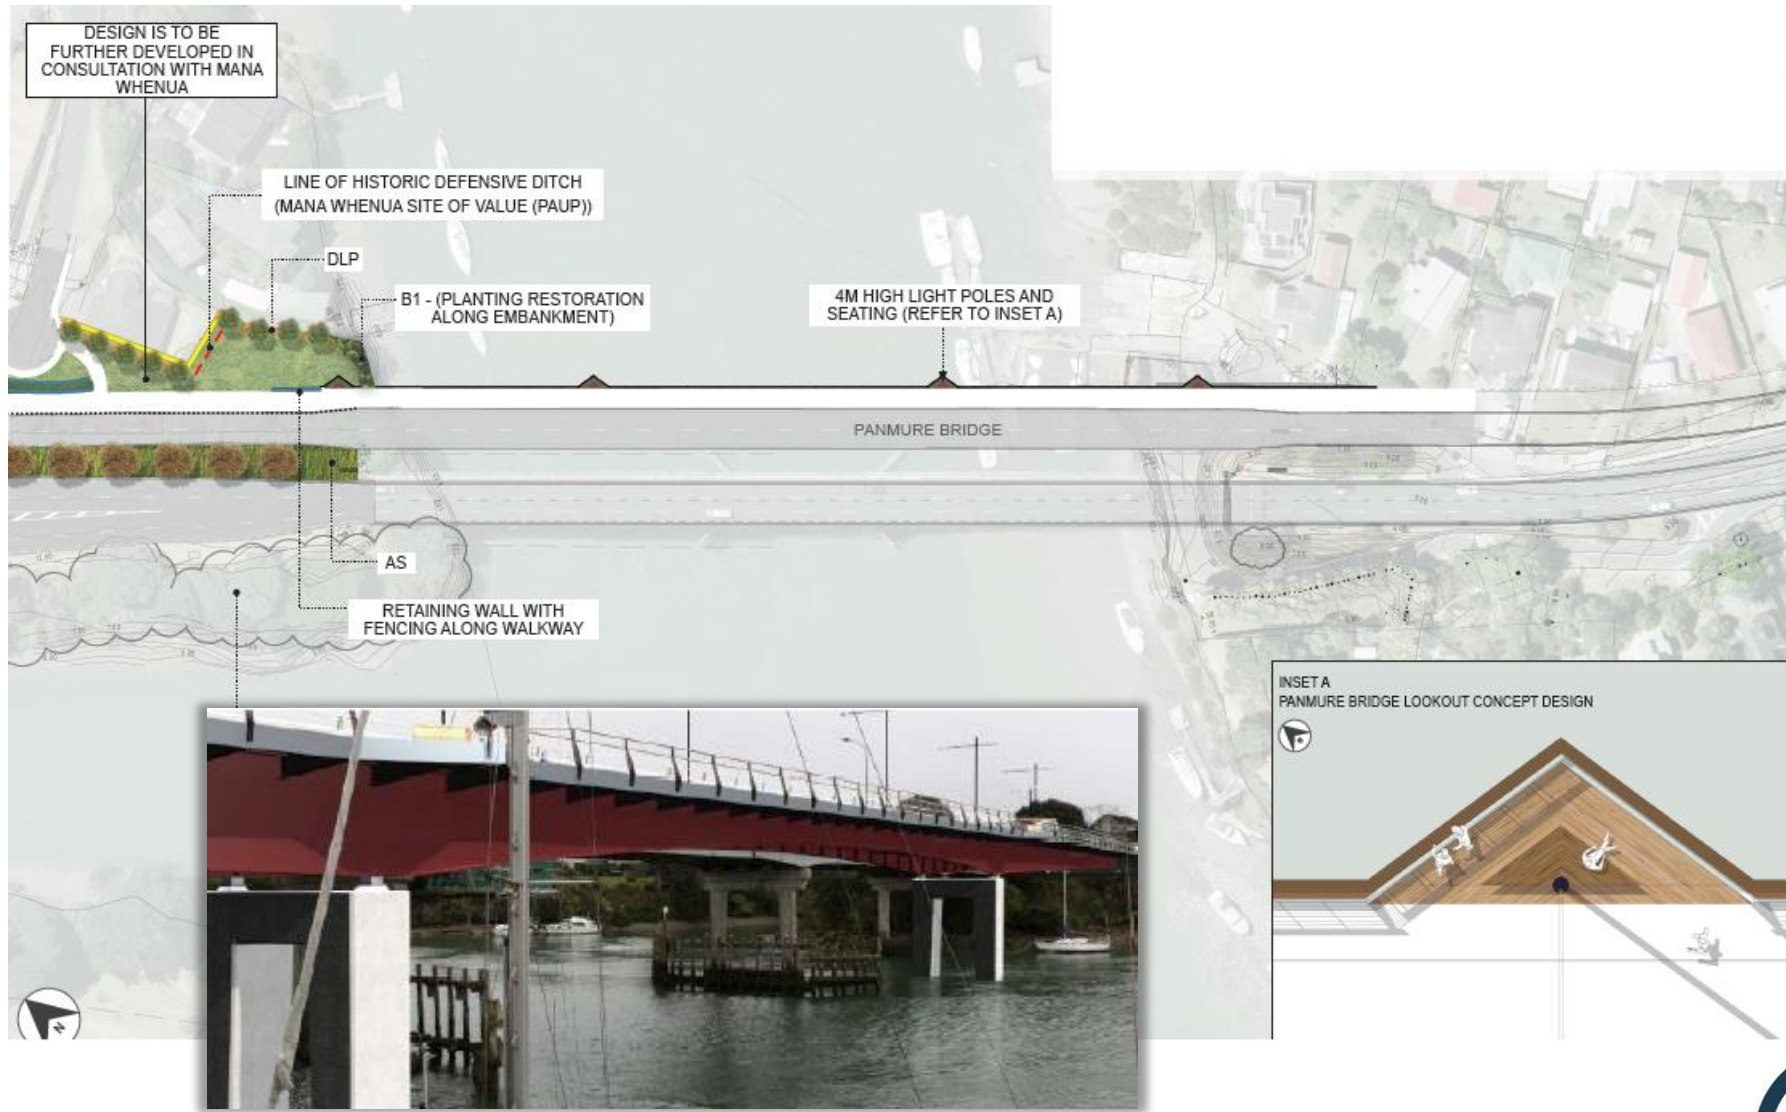 DESIGN IS TO BE
FURTHER DEVELOPED IN
CONSULTATION WITH MANA
WHENUA
LINE OF HISTORIC DEFENSIVE DITCH
(MANA WHENUA SITE OF VALUE (PAUP))
DLP
B1 - (PLANTING RESTORATION
ALONG EMBANKMENT)
4M HIGH LIGHT POLES AND
SEATING (REFER TO INSET A)
PANMURE BRIDGE
AS
RETAINING WALL WITH
FENCING ALONG WALKWAY
INSET A
PANMURE BRIDGE LOOKOUT CONCEPT DESIGN
N